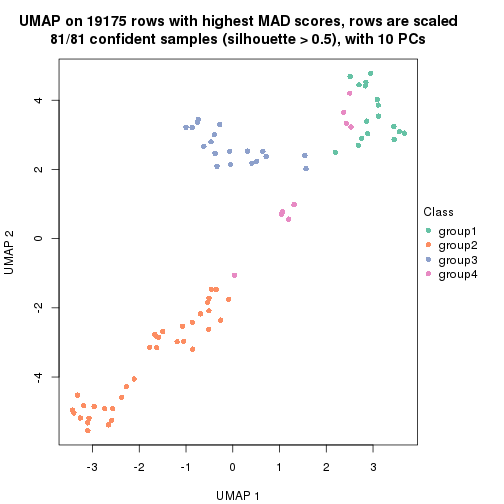 UMAP on 19175 rows with highest MAD scores, rows are scaled
81/81 confident samples (silhouette > 0.5), with 10 PCs
4
2
0
-2
-4
UMAP 2
-3
-2
-1
0
1
2
3
UMAP 1
Class
group1
group2
group3
group4